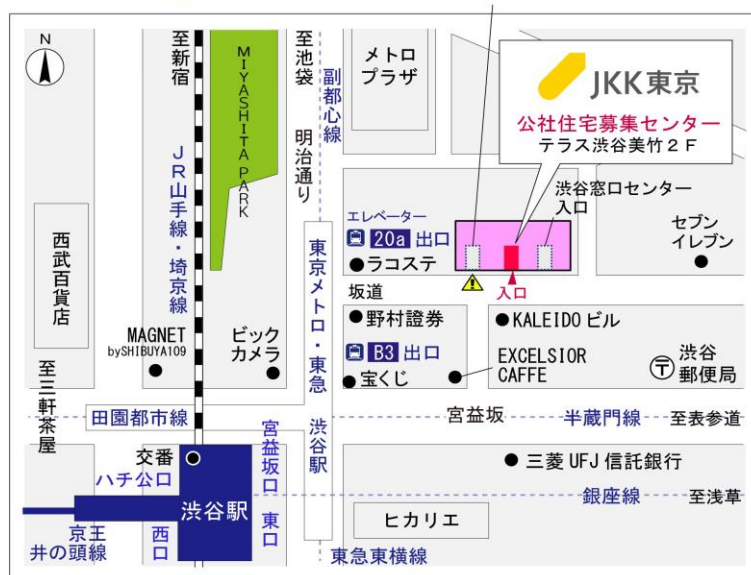 N
至新宿
JR山手線・埼京線
MIYASHITA PARK
至池袋
明治通り
副都心線
メトロ
プラザ
JKK東京
公社住宅募集センター
テラス渋谷美竹2F
渋谷窓口センター
入口
セブン
イレブン
西武百貨店
エレベーター
20a 出口
ラコステ
入口
坂道
東京メトロ・東急 渋谷駅
野村證券
KALEIDO ビル
MAGNET
bySHIBUYA109
ビック
カメラ
B3 出口
宝くじ
EXCELSIOR
CAFFE
渋谷
郵便局
至三軒茶屋
田園都市線
宮益坂
半蔵門線
至表参道
交番
ハチ公口
宮益坂口
三菱 UFJ 信託銀行
渋谷駅
東口
西口
銀座線
至浅草
ヒカリエ
京王
井の頭線
東急東横線